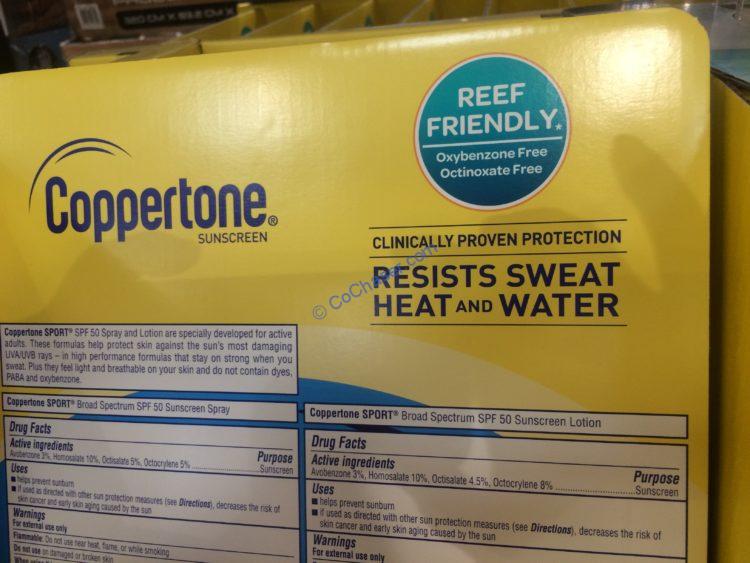 REEF
FRIENDLY*
Oxybenzone Free
Octinoxate Free
Coppertone®
SUNSCREEN
CLINICALLY PROVEN PROTECTION
RESISTS SWEAT
HEAT AND WATER
© CoChaser.com
Coppertone SPORT® SPF 50 Spray and Lotion are specially developed for active
adults. These formulas help protect skin against the sun's most damaging
UVA/UVB rays – in high performance formulas that stay on strong when you
sweat. Plus they feel light and breathable on your skin and do not contain dyes,
PABA and oxybenzone.
Coppertone SPORT® Broad Spectrum SPF 50 Sunscreen Spray
Drug Facts
Active ingredients Purpose
Avobenzone 3%, Homosalate 10%, Octisalate 5%, Octocrylene 5% Sunscreen
Uses
■ helps prevent sunburn
■ if used as directed with other sun protection measures (see Directions), decreases the risk of
skin cancer and early skin aging caused by the sun
Warnings
For external use only
Flammable: Do not use near heat, flame, or while smoking
Do not use on damaged or broken skin
Coppertone SPORT® Broad Spectrum SPF 50 Sunscreen Lotion
Drug Facts
Active ingredients Purpose
Avobenzone 3%, Homosalate 10%, Octisalate 4.5%, Octocrylene 8% Sunscreen
Uses
■ helps prevent sunburn
■ if used as directed with other sun protection measures (see Directions), decreases the risk of
skin cancer and early skin aging caused by the sun
Warnings
For external use only